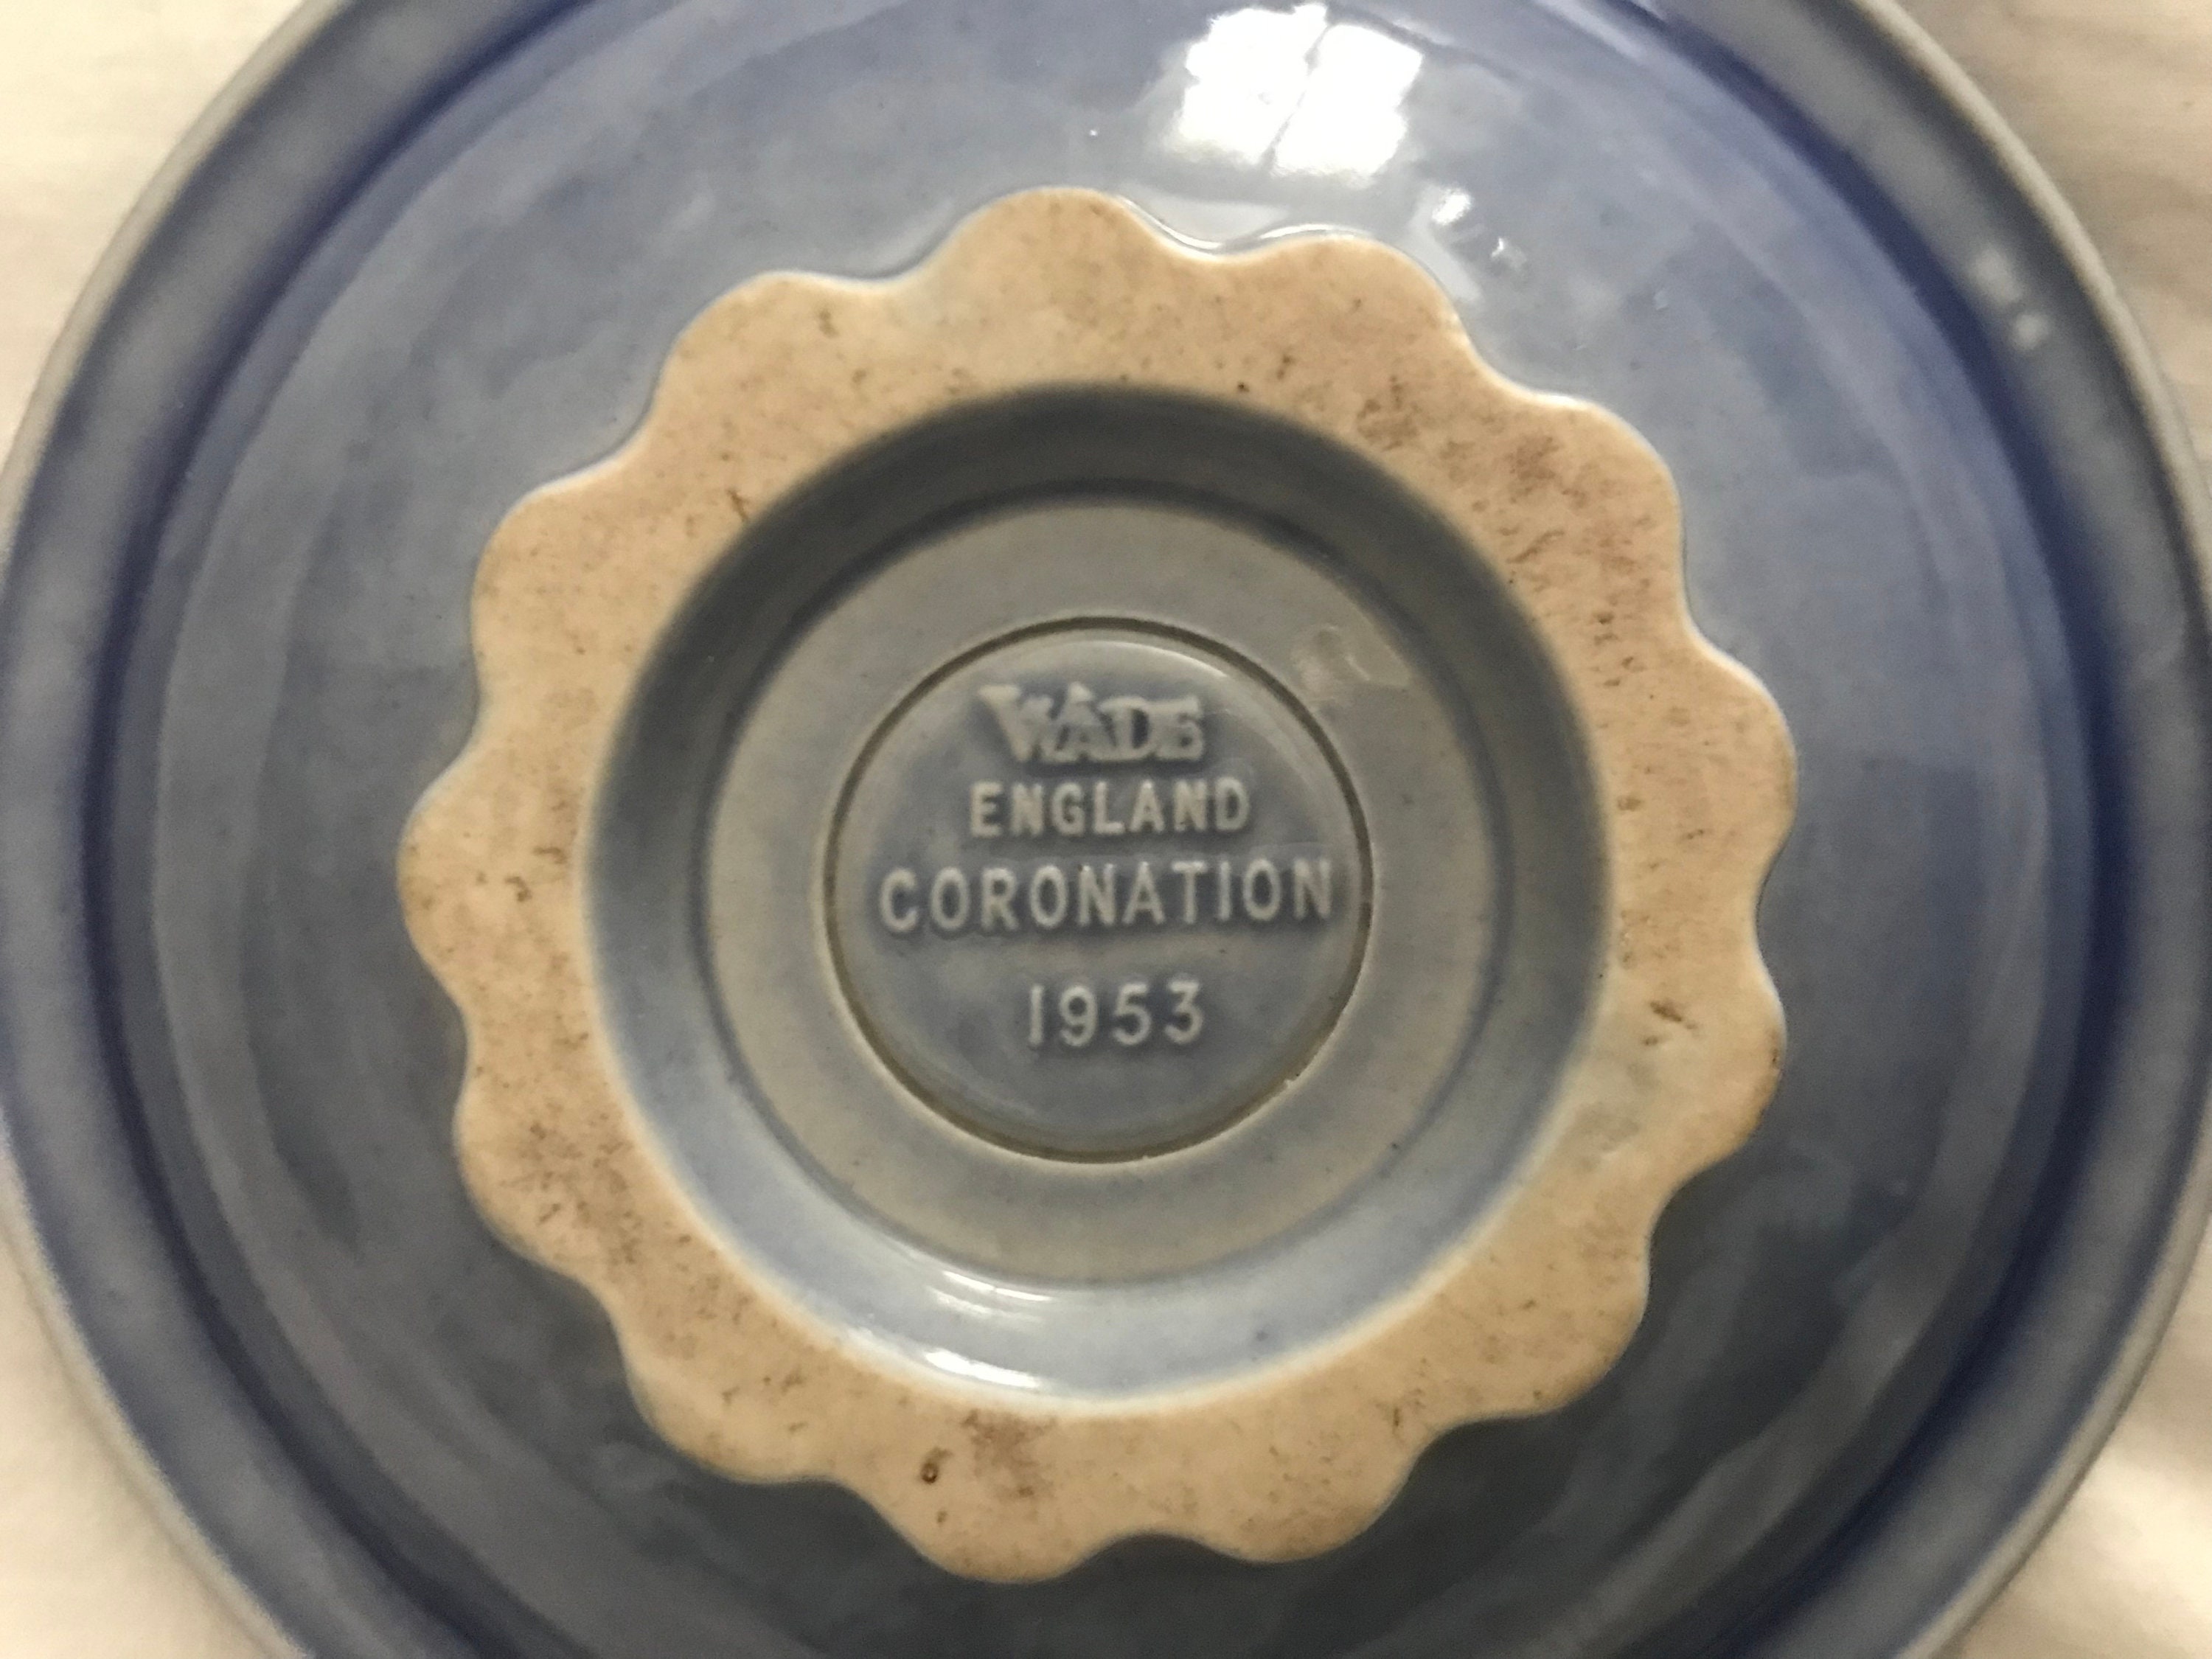 WADE
ENGLAND
CORONATION
1953